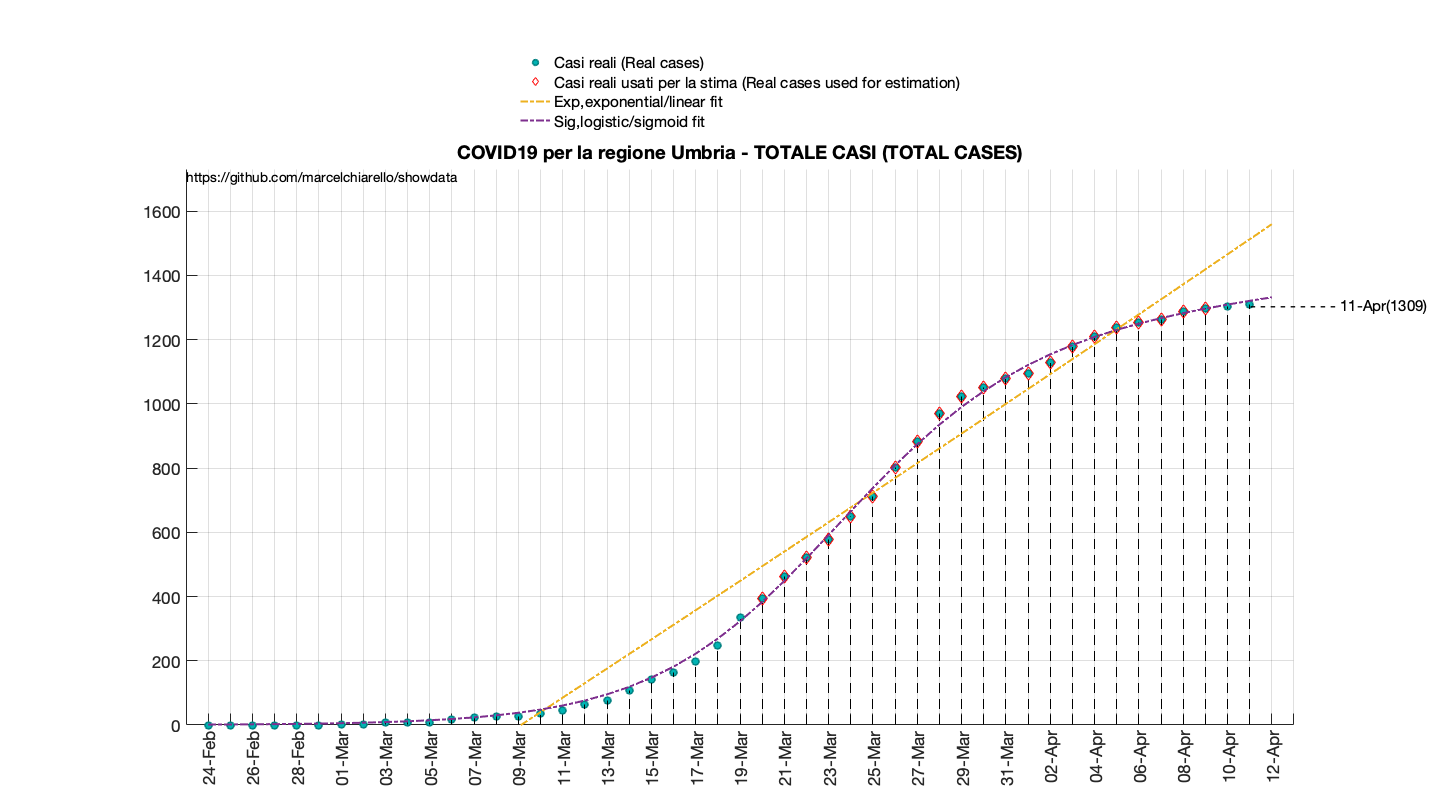 Casi reali (Real cases)
Casi reali usati per la stima (Real cases used for estimation)
Exp,exponential/linear fit
Sig,logistic/sigmoid fit
COVID19 per la regione Umbria - TOTALE CASI (TOTAL CASES)
https://github.com/marcelchiarello/showdata
1600
1400
1200
1000
800
600
400
200
0
11-Apr(1309)
24-Feb
26-Feb
28-Feb
01-Mar
03-Mar
05-Mar
07-Mar
09-Mar
11-Mar
13-Mar
15-Mar
17-Mar
19-Mar
21-Mar
23-Mar
25-Mar
27-Mar
29-Mar
31-Mar
02-Apr
04-Apr
06-Apr
08-Apr
10-Apr
12-Apr